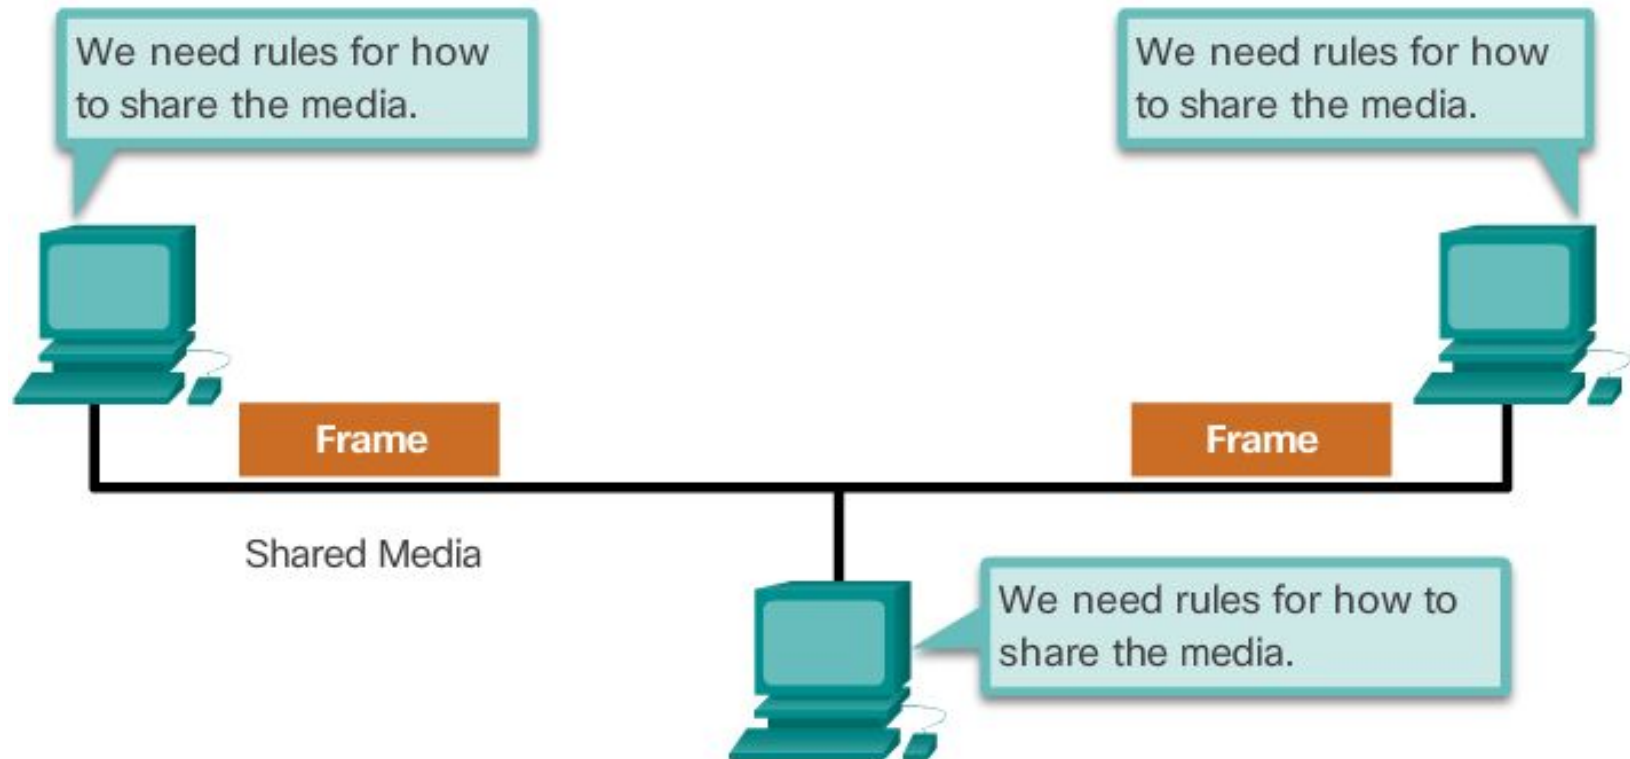 We need rules for how
to share the media.
We need rules for how
to share the media.
Frame
Frame
Shared Media
We need rules for how to
share the media.